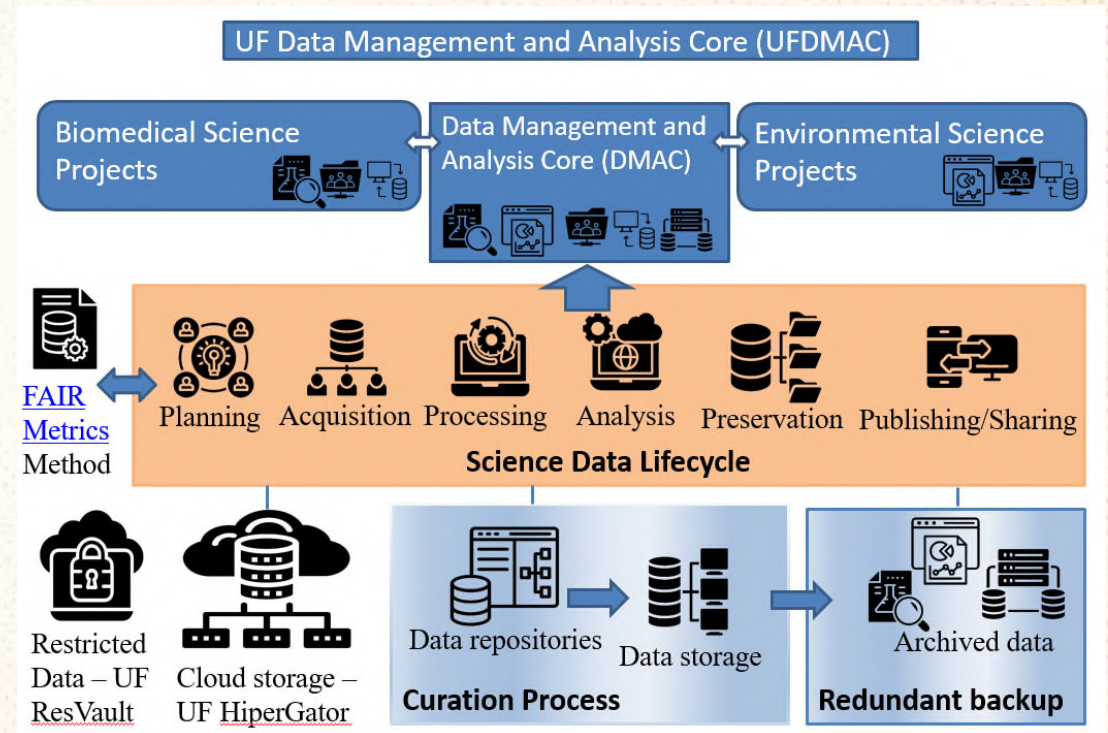 UF Data Management and Analysis Core (UFDMAC)
Biomedical Science
Projects
Data Management and
Analysis Core (DMAC)
Environmental Science
Projects
FAIR
Metrics
Method
Planning
Acquisition
Processing
Analysis
Preservation
Publishing/Sharing
Science Data Lifecycle
Restricted
Data – UF
ResVault
Cloud storage –
UF HiperGator
Data repositories
Data storage
Curation Process
Archived data
Redundant backup